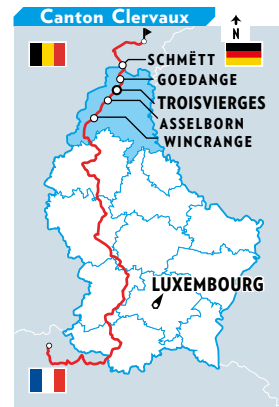 Canton Clervaux
N
SCHMËTT
GOEDANGE
TROISVIERGES
ASSELBORN
WINCRANGE
LUXEMBOURG